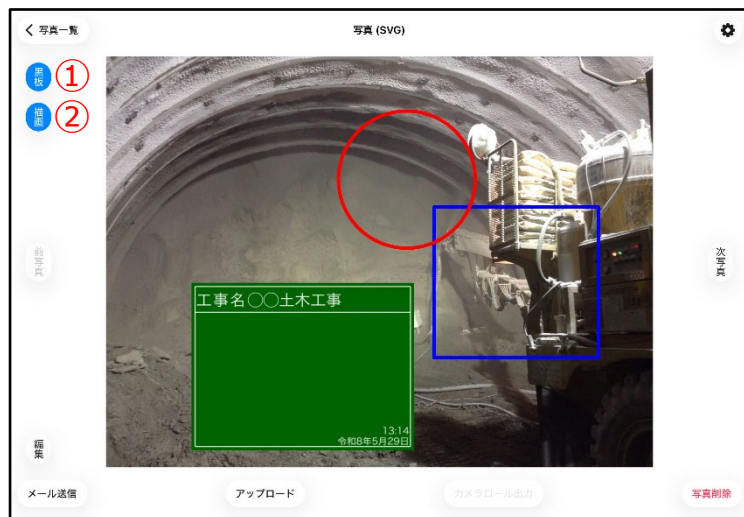 写真一覧
写真 (SVG)
黒板
①
描画
②
前写真
次写真
工事名○○土木工事
13:14
令和8年5月29日
編集
メール送信
アップロード
カメラロール出力
写真削除